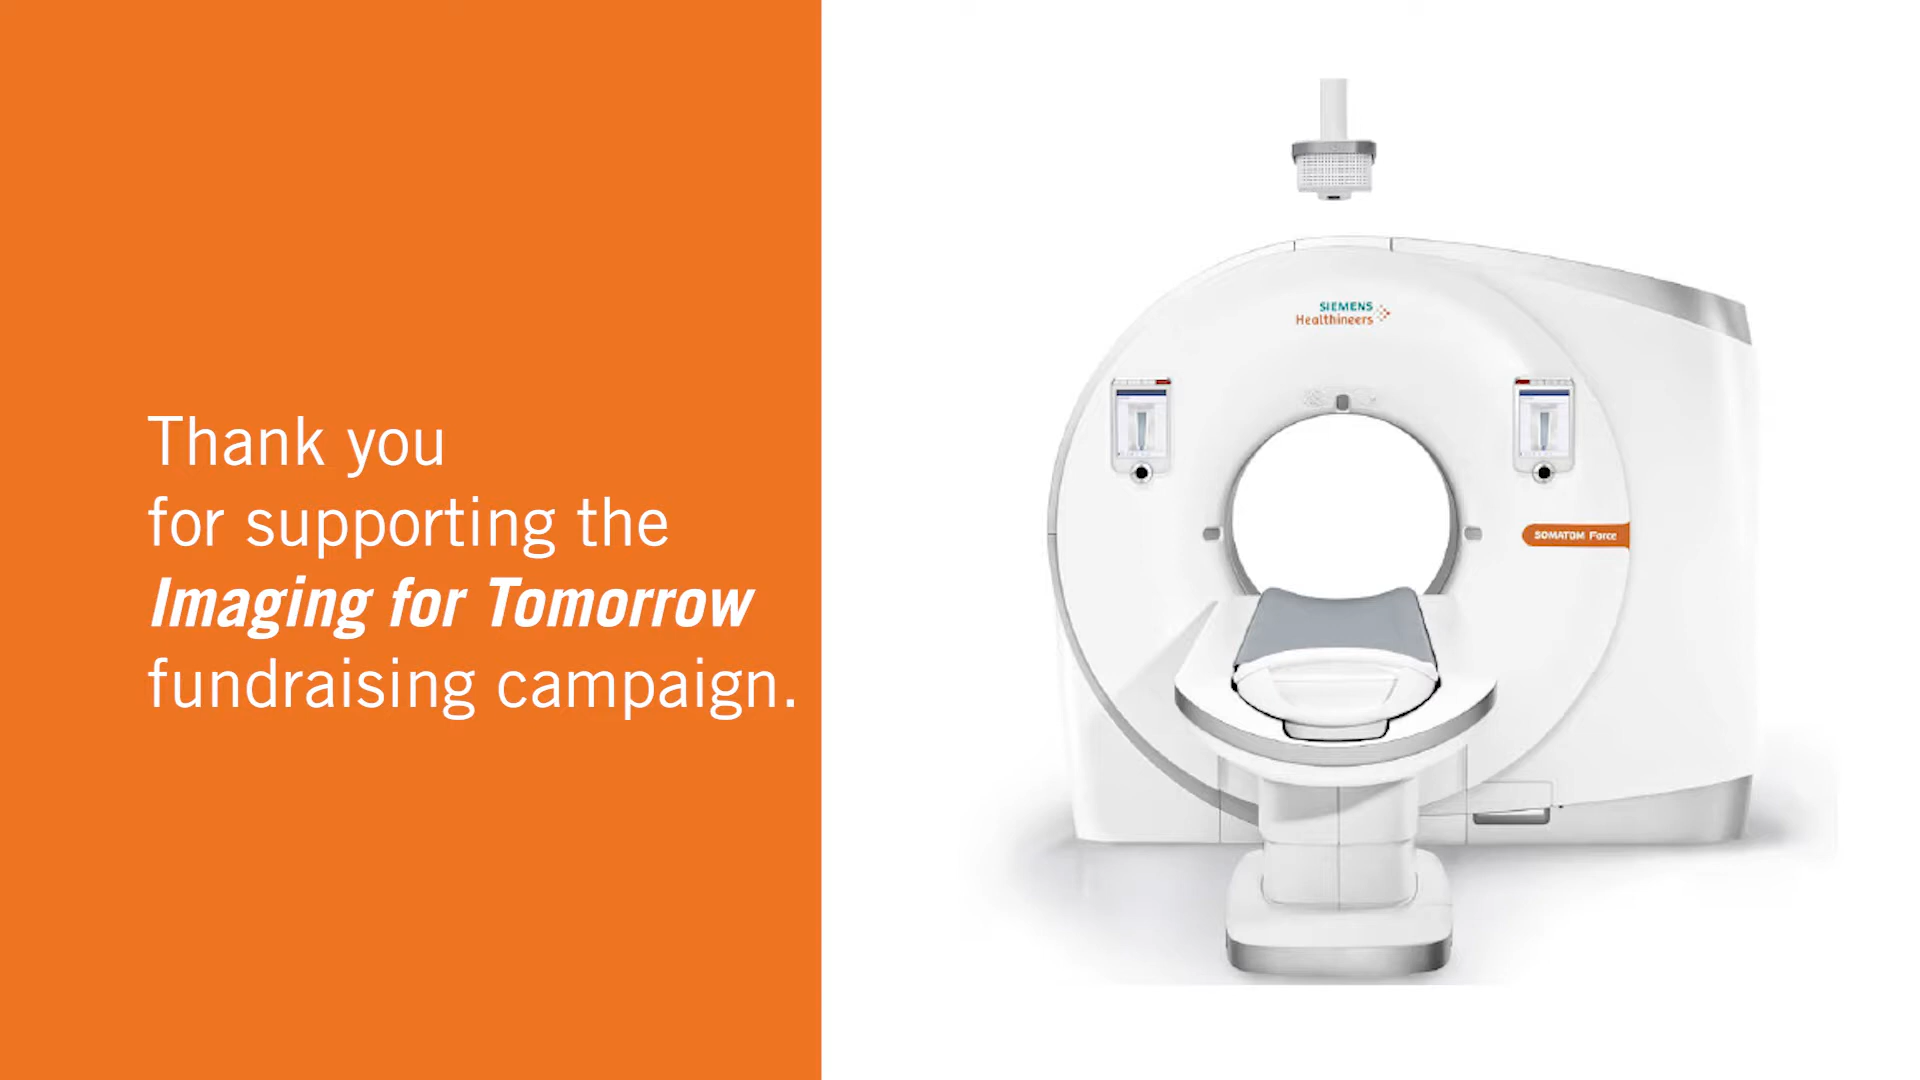 Thank you
for supporting the
Imaging for Tomorrow
fundraising campaign.
SIEMENS
Healthineers
SOMATOM Force